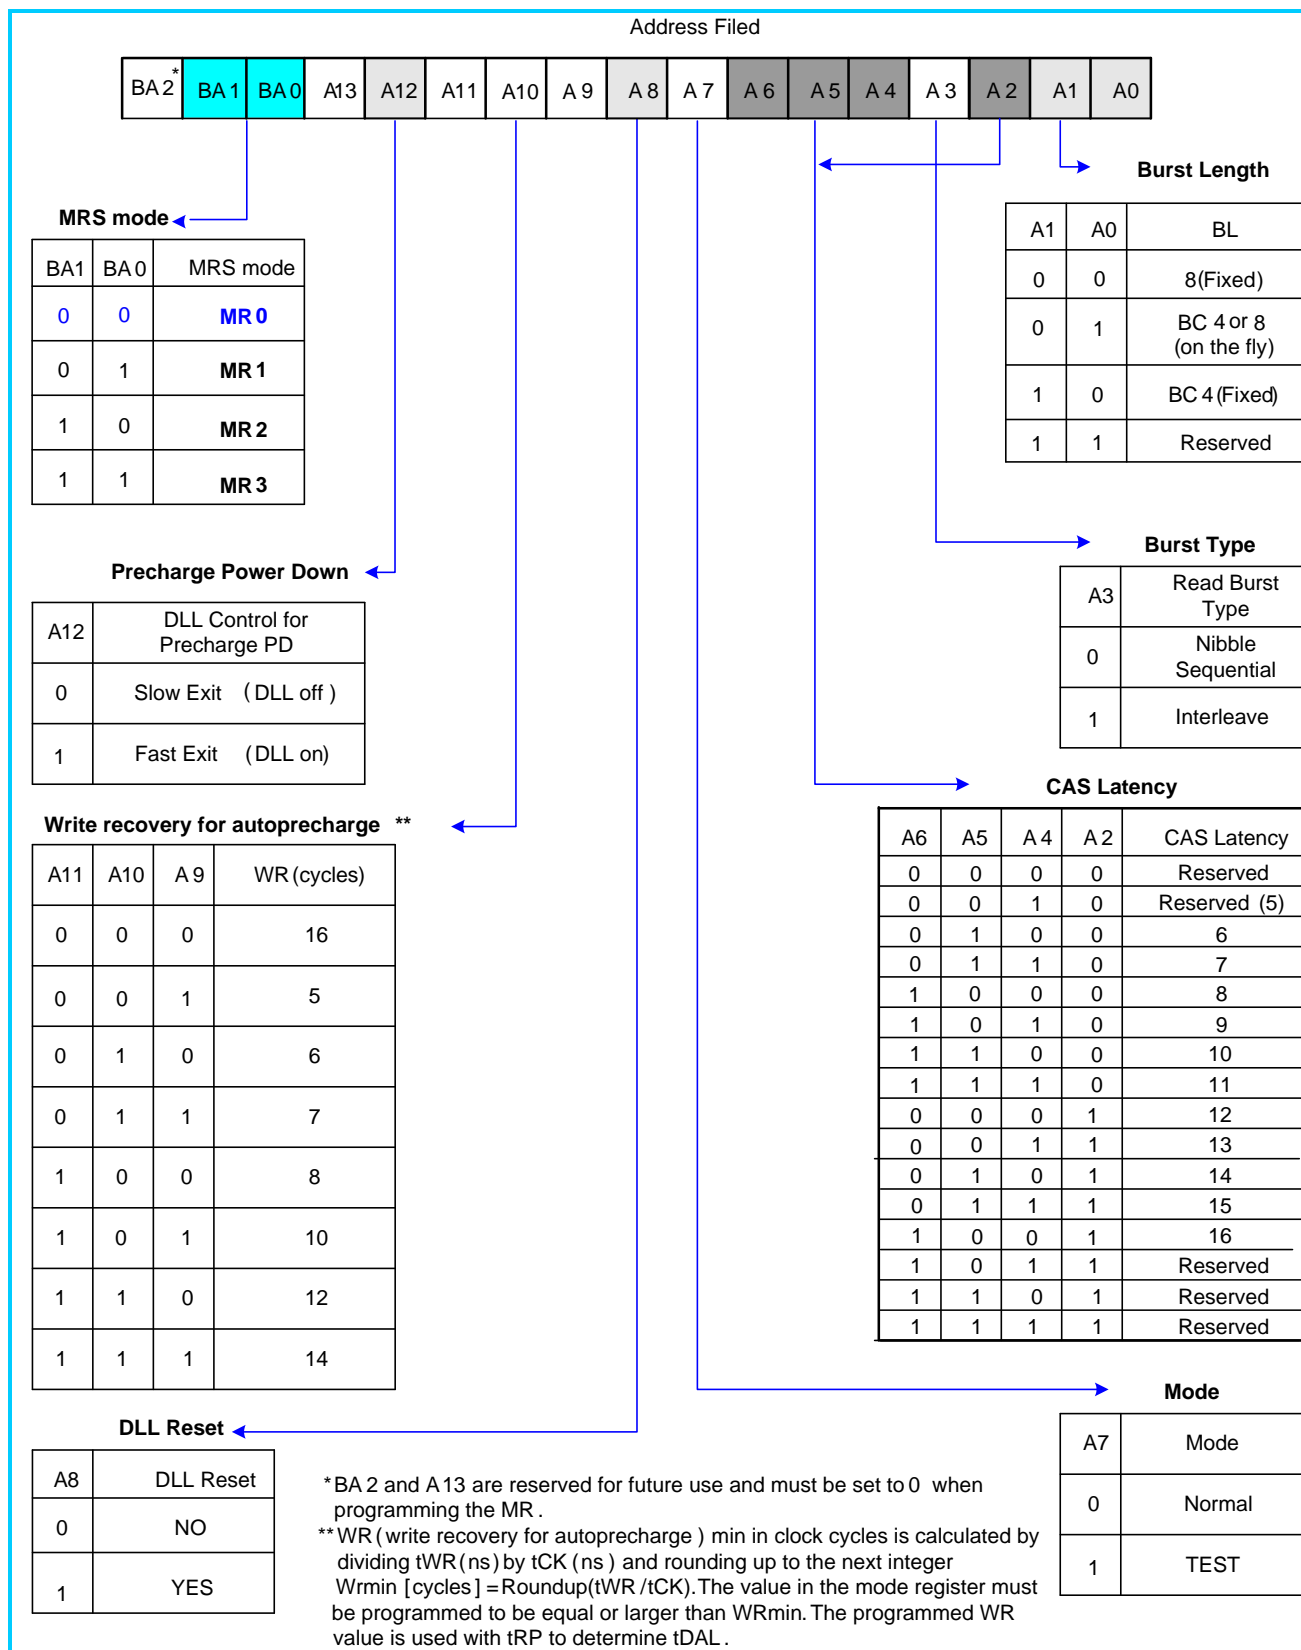 Address Filed
BA2* BA1 BA0 A13 A12 A11 A10 A9 A8 A7 A6 A5 A4 A3 A2 A1 A0
MRS mode
BA1 BA0 MRS mode
0 0 MR0
0 1 MR1
1 0 MR2
1 1 MR3
Precharge Power Down
A12 DLL Control for
Precharge PD
0 Slow Exit (DLL off)
1 Fast Exit (DLL on)
Write recovery for autoprecharge **
A11 A10 A9 WR(cycles)
0 0 0 16
0 0 1 5
0 1 0 6
0 1 1 7
1 0 0 8
1 0 1 10
1 1 0 12
1 1 1 14
DLL Reset
A8 DLL Reset
0 NO
1 YES
Burst Length
A1 A0 BL
0 0 8(Fixed)
0 1 BC 4 or 8
(on the fly)
1 0 BC 4(Fixed)
1 1 Reserved
Burst Type
A3 Read Burst
Type
0 Nibble
Sequential
1 Interleave
CAS Latency
A6 A5 A4 A2 CAS Latency
0 0 0 0 Reserved
0 0 1 0 Reserved (5)
0 1 0 0 6
0 1 1 0 7
1 0 0 0 8
1 0 1 0 9
1 1 0 0 10
1 1 1 0 11
0 0 0 1 12
0 0 1 1 13
0 1 0 1 14
0 1 1 1 15
1 0 0 1 16
1 0 1 1 Reserved
1 1 0 1 Reserved
1 1 1 1 Reserved
Mode
A7 Mode
0 Normal
1 TEST
*BA2 and A13 are reserved for future use and must be set to 0 when
programming the MR.
**WR(write recovery for autoprecharge) min in clock cycles is calculated by
dividing tWR(ns) by tCK(ns) and rounding up to the next integer
Wrmin [cycles] =Roundup(tWR/tCK).The value in the mode register must
be programmed to be equal or larger than WRmin. The programmed WR
value is used with tRP to determine tDAL.